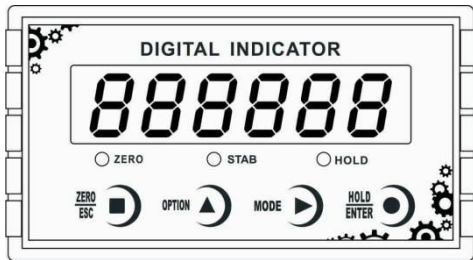 DIGITAL INDICATOR
888888
ZERO STAB HOLD
ZERO
ESC
OPTION
MODE
HOLD
ENTER